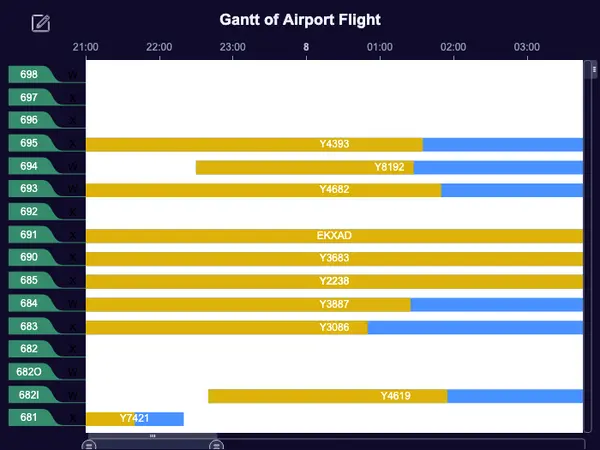 Gantt of Airport Flight
21:00 22:00 23:00 8 01:00 02:00 03:00
698 W
697 X
696 X
695 X Y4393
694 W Y8192
693 W Y4682
692 X
691 X EKXAD
690 X Y3683
685 X Y2238
684 W Y3887
683 X Y3086
682 X
682O W
682I W Y4619
681 X Y7421